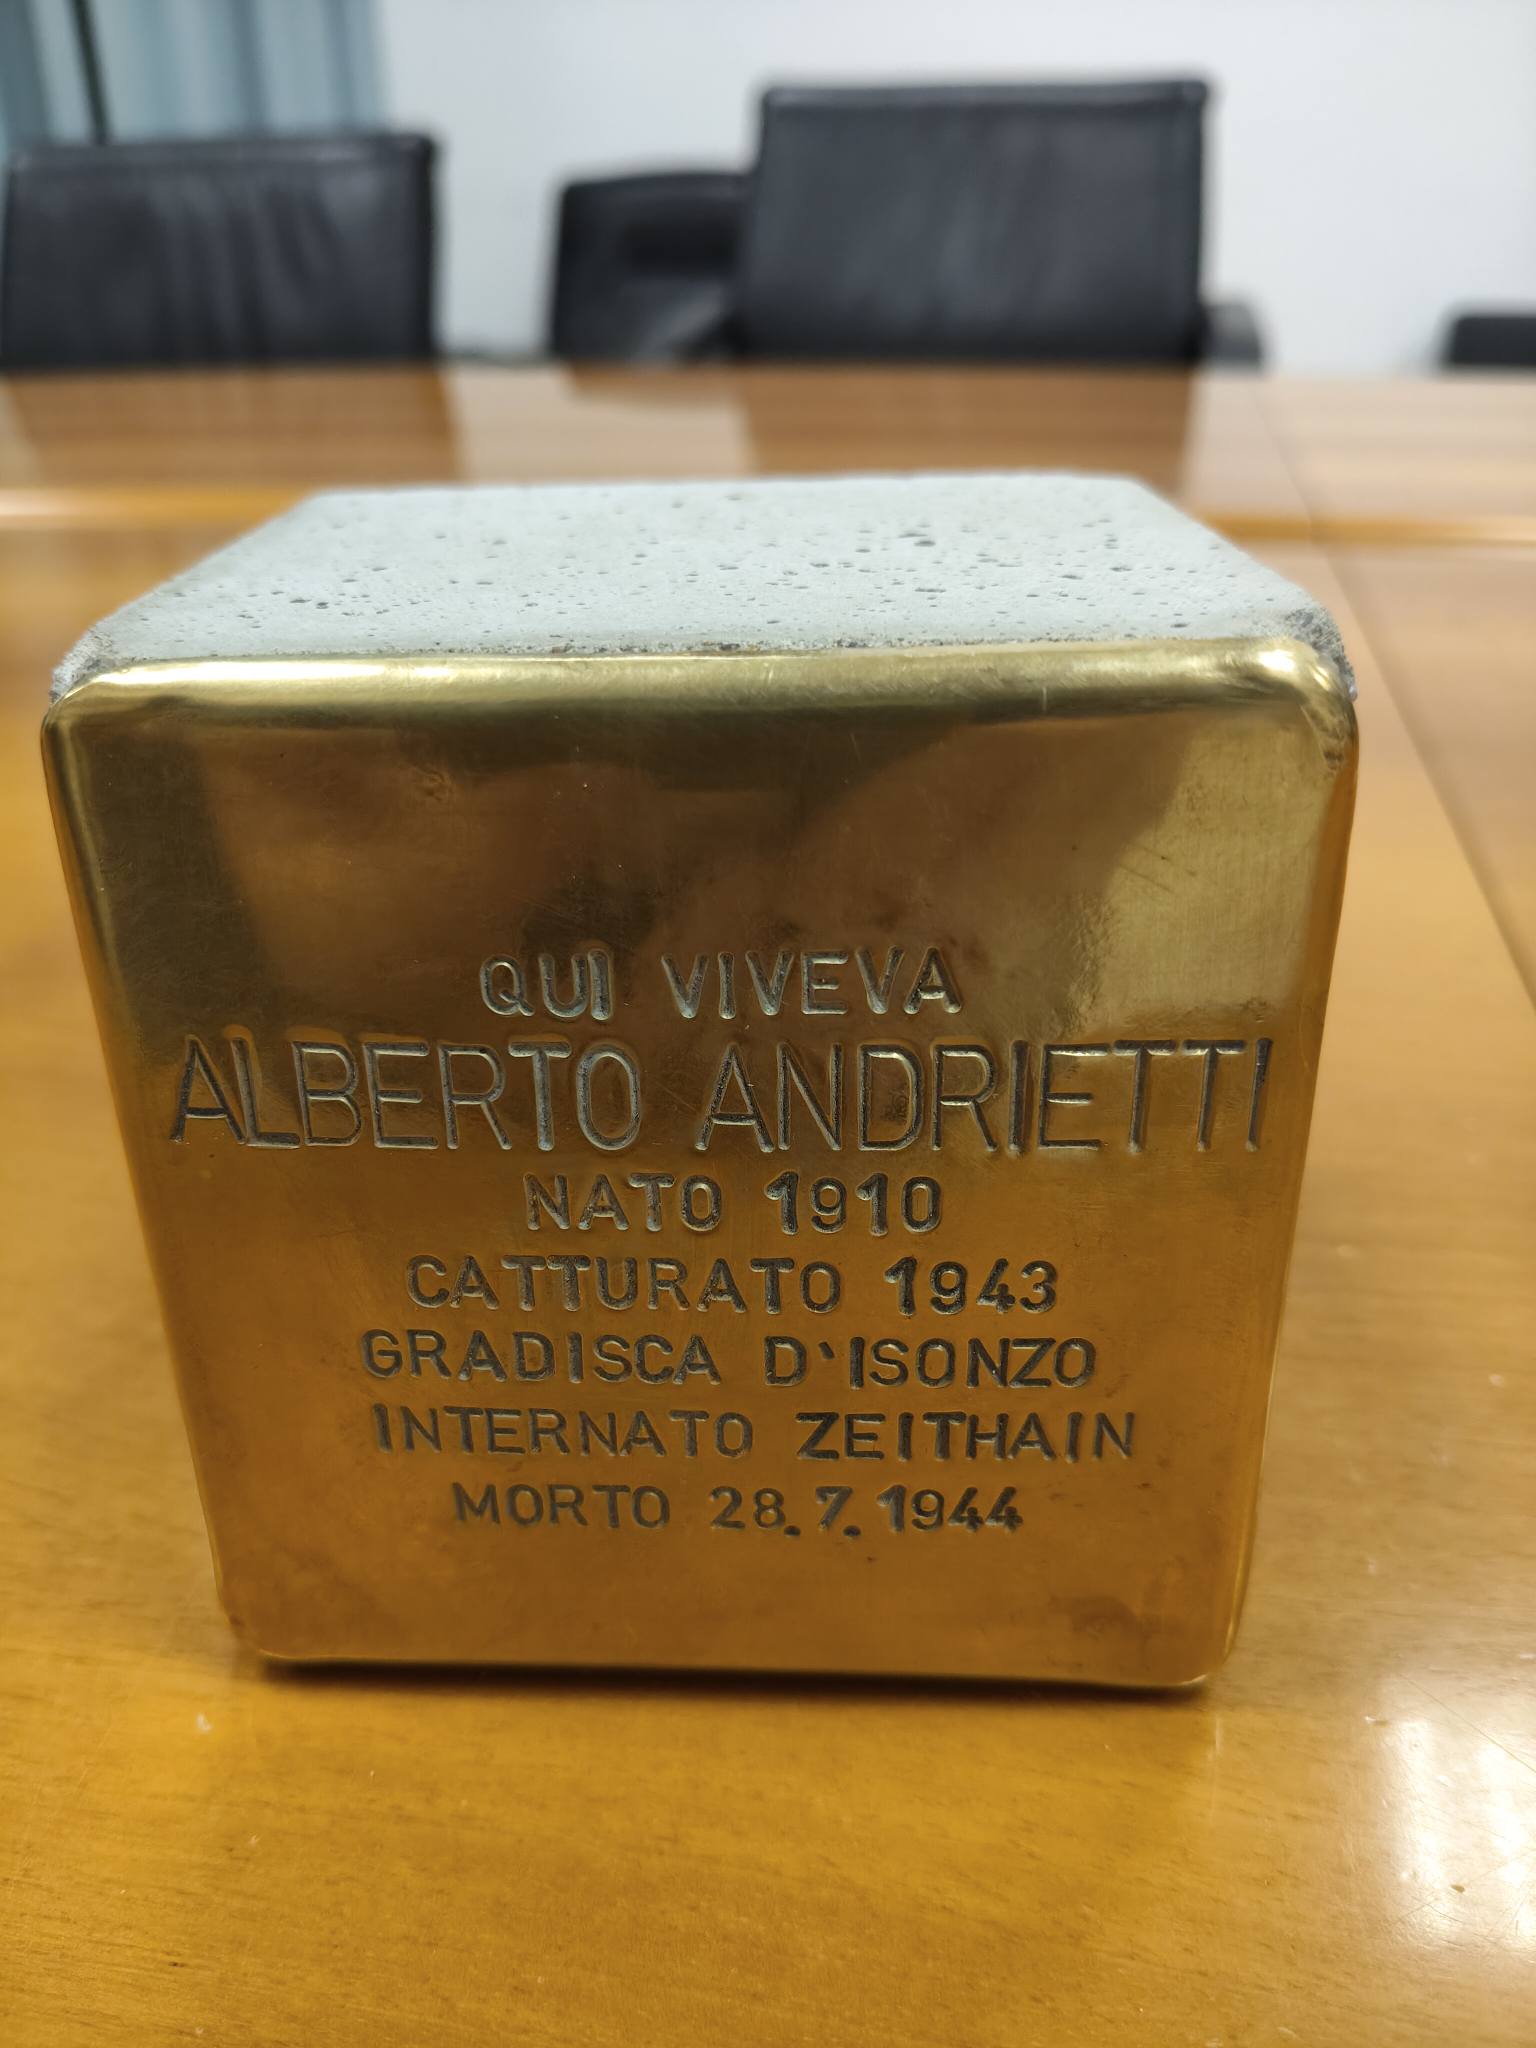 QUI VIVEVA
ALBERTO ANDRIETTI
NATO 1910
CATTURATO 1943
GRADISCA D'ISONZO
INTERNATO ZEITHAIN
MORTO 28.7.1944